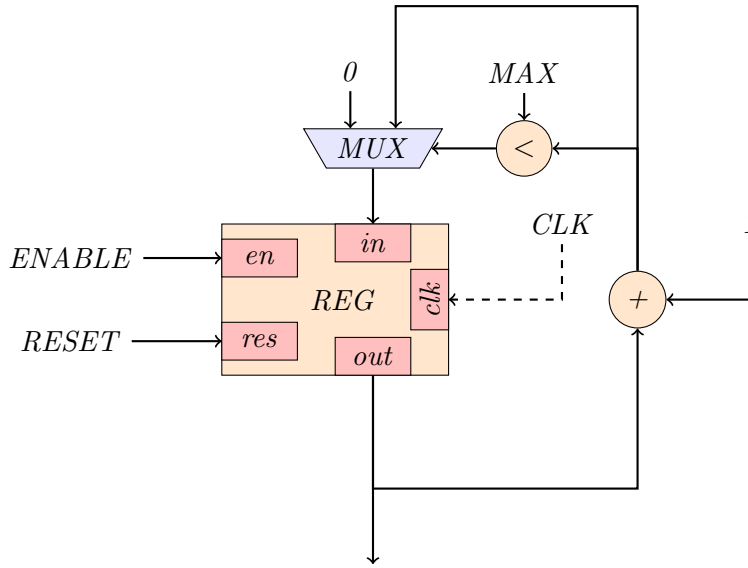 0
MAX
MUX
<
CLK
in
ENABLE
en
clk
REG
+
RESET
res
out